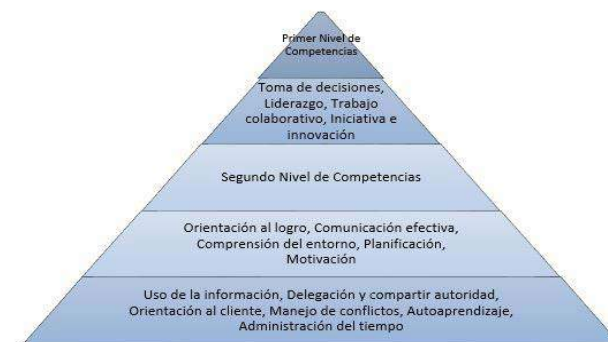 Primer Nivel de
Competencias
Toma de decisiones,
Liderazgo, Trabajo
colaborativo, Iniciativa e
innovación
Segundo Nivel de Competencias
Orientación al logro, Comunicación efectiva,
Comprensión del entorno, Planificación,
Motivación
Uso de la información, Delegación y compartir autoridad,
Orientación al cliente, Manejo de conflictos, Autoaprendizaje,
Administración del tiempo